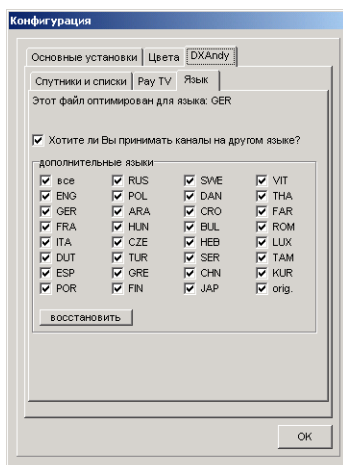 Конфигурация
Основные установки Цвета DXAndy
Спутники и списки Pay TV Язык
Этот файл оптимирован для языка: GER
Хотите ли Вы принимать каналы на другом языке?
дополнительные языки
все RUS SWE VIT
ENG POL DAN THA
GER ARA CRO FAR
FRA HUN BUL ROM
ITA CZE HEB LUX
DUT TUR SER TAM
ESP GRE CHN KUR
POR FIN JAP orig.
восстановить
OK